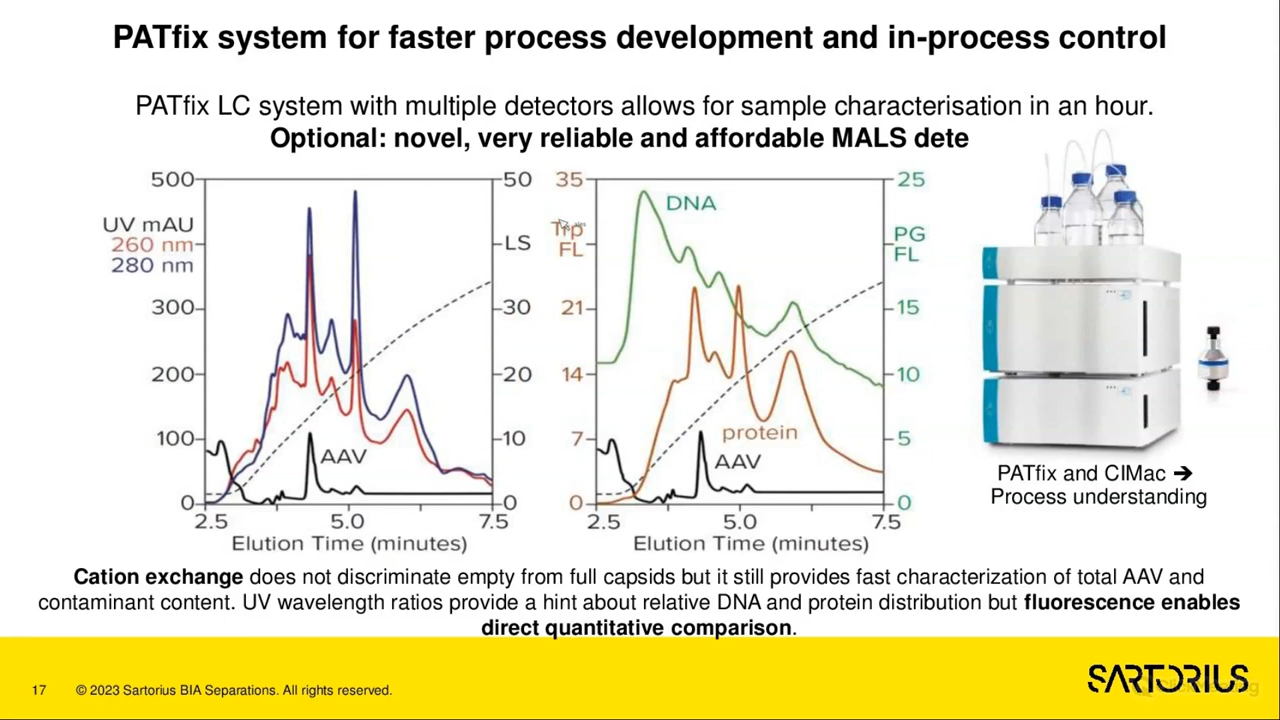 PATfix system for faster process development and in-process control
PATfix LC system with multiple detectors allows for sample characterisation in an hour.
Optional: novel, very reliable and affordable MALS dete
500
UV mAU
260 nm
280 nm
300
200
100
0
50
LS
30
20
10
0
AAV
2.5 5.0 7.5
Elution Time (minutes)
35
Trp
FL
21
14
7
0
DNA
protein
AAV
25
PG
FL
15
10
5
0
2.5 5.0 7.5
Elution Time (minutes)
PATfix and CIMac ➔
Process understanding
Cation exchange does not discriminate empty from full capsids but it still provides fast characterization of total AAV and
contaminant content. UV wavelength ratios provide a hint about relative DNA and protein distribution but fluorescence enables
direct quantitative comparison.
17 © 2023 Sartorius BIA Separations. All rights reserved.
SARTORIUS